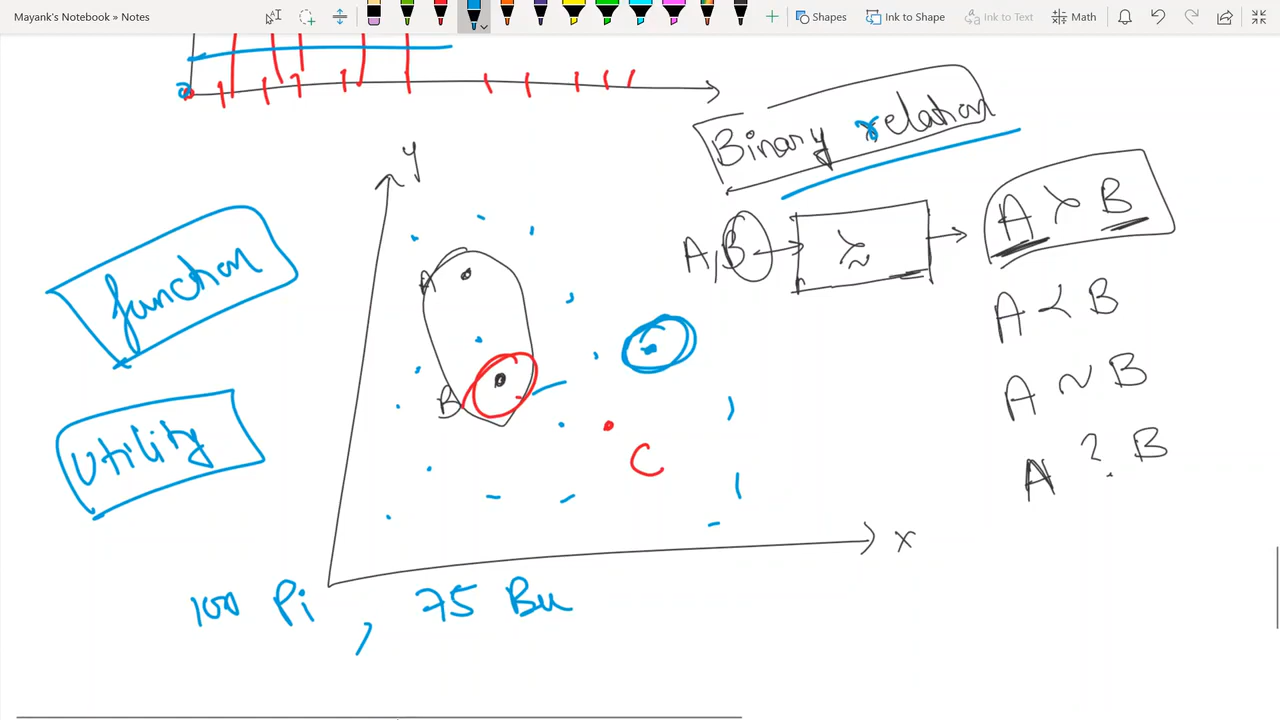 Mayank's Notebook » Notes
Shapes
Ink to Shape
Ink to Text
Math
Binary relation
y
function
A, B
≿
A ≻ B
A
A ≺ B
A ~ B
B
utility
C
A ? B
x
100 Pi , 75 Bu